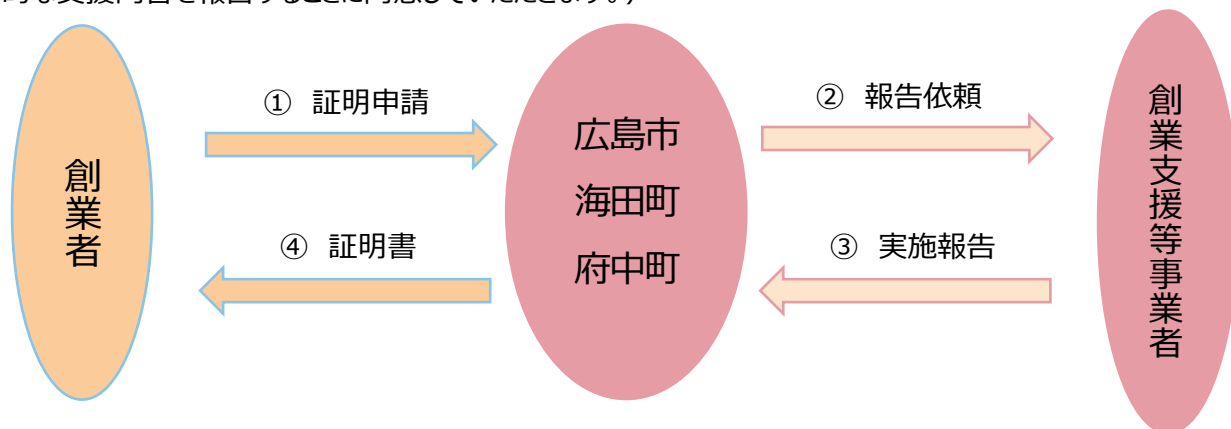 ① 証明申請
② 報告依頼
創業者
広島市
海田町
府中町
創業支援等事業者
④ 証明書
③ 実施報告